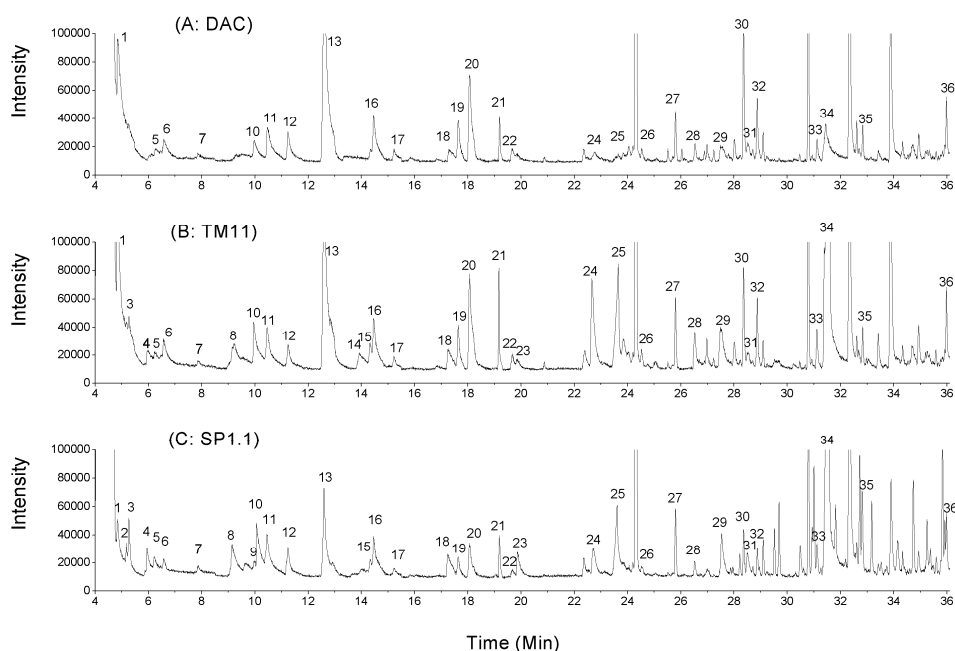 (A: DAC)
Intensity
100000
80000
60000
40000
20000
0
1 5 6 7 10 11 12 13 16 17 18 19 20 21 22 24 25 26 27 28 29 30 31 32 33 34 35 36
4 6 8 10 12 14 16 18 20 22 24 26 28 30 32 34 36
(B: TM11)
Intensity
100000
80000
60000
40000
20000
0
1 3 4 5 6 7 8 10 11 12 13 14 15 16 17 18 19 20 21 22 23 24 25 26 27 28 29 30 31 32 33 34 35 36
4 6 8 10 12 14 16 18 20 22 24 26 28 30 32 34 36
(C: SP1.1)
Intensity
100000
80000
60000
40000
20000
0
1 2 3 4 5 6 7 8 9 10 11 12 13 15 16 17 18 19 20 21 22 23 24 25 26 27 28 29 30 31 32 33 34 35 36
4 6 8 10 12 14 16 18 20 22 24 26 28 30 32 34 36
Time (Min)